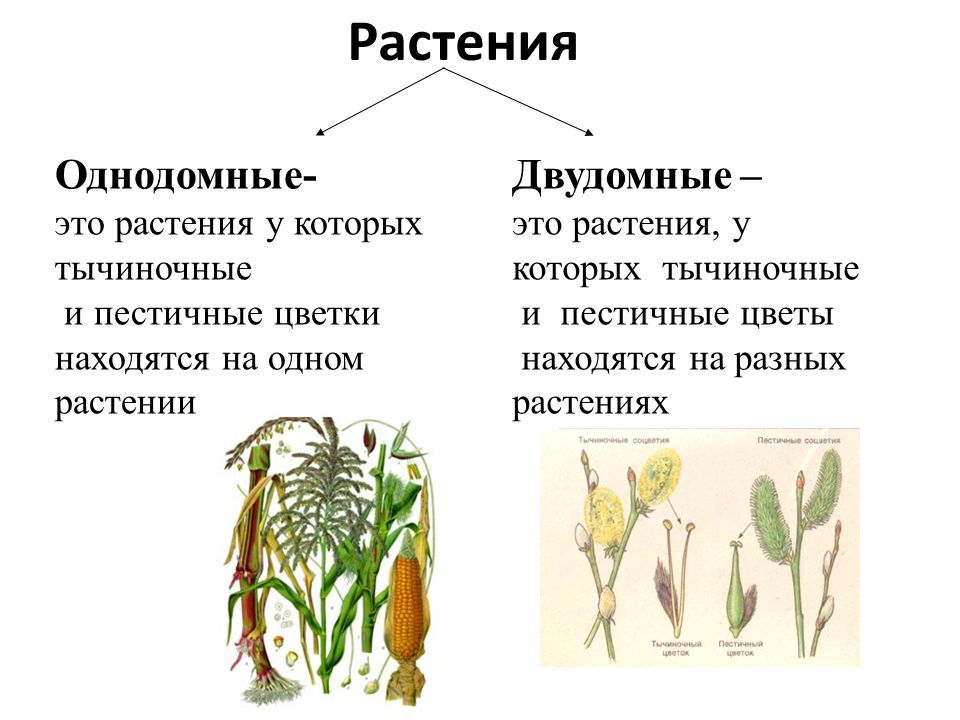 Растения
Однодомные-
это растения у которых
тычиночные
и пестичные цветки
находятся на одном
растении
Двудомные –
это растения, у
которых тычиночные
и пестичные цветы
находятся на разных
растениях
Тычиночные соцветия
Пестичные соцветия
Тычиночный
цветок
Пестичный
цветок